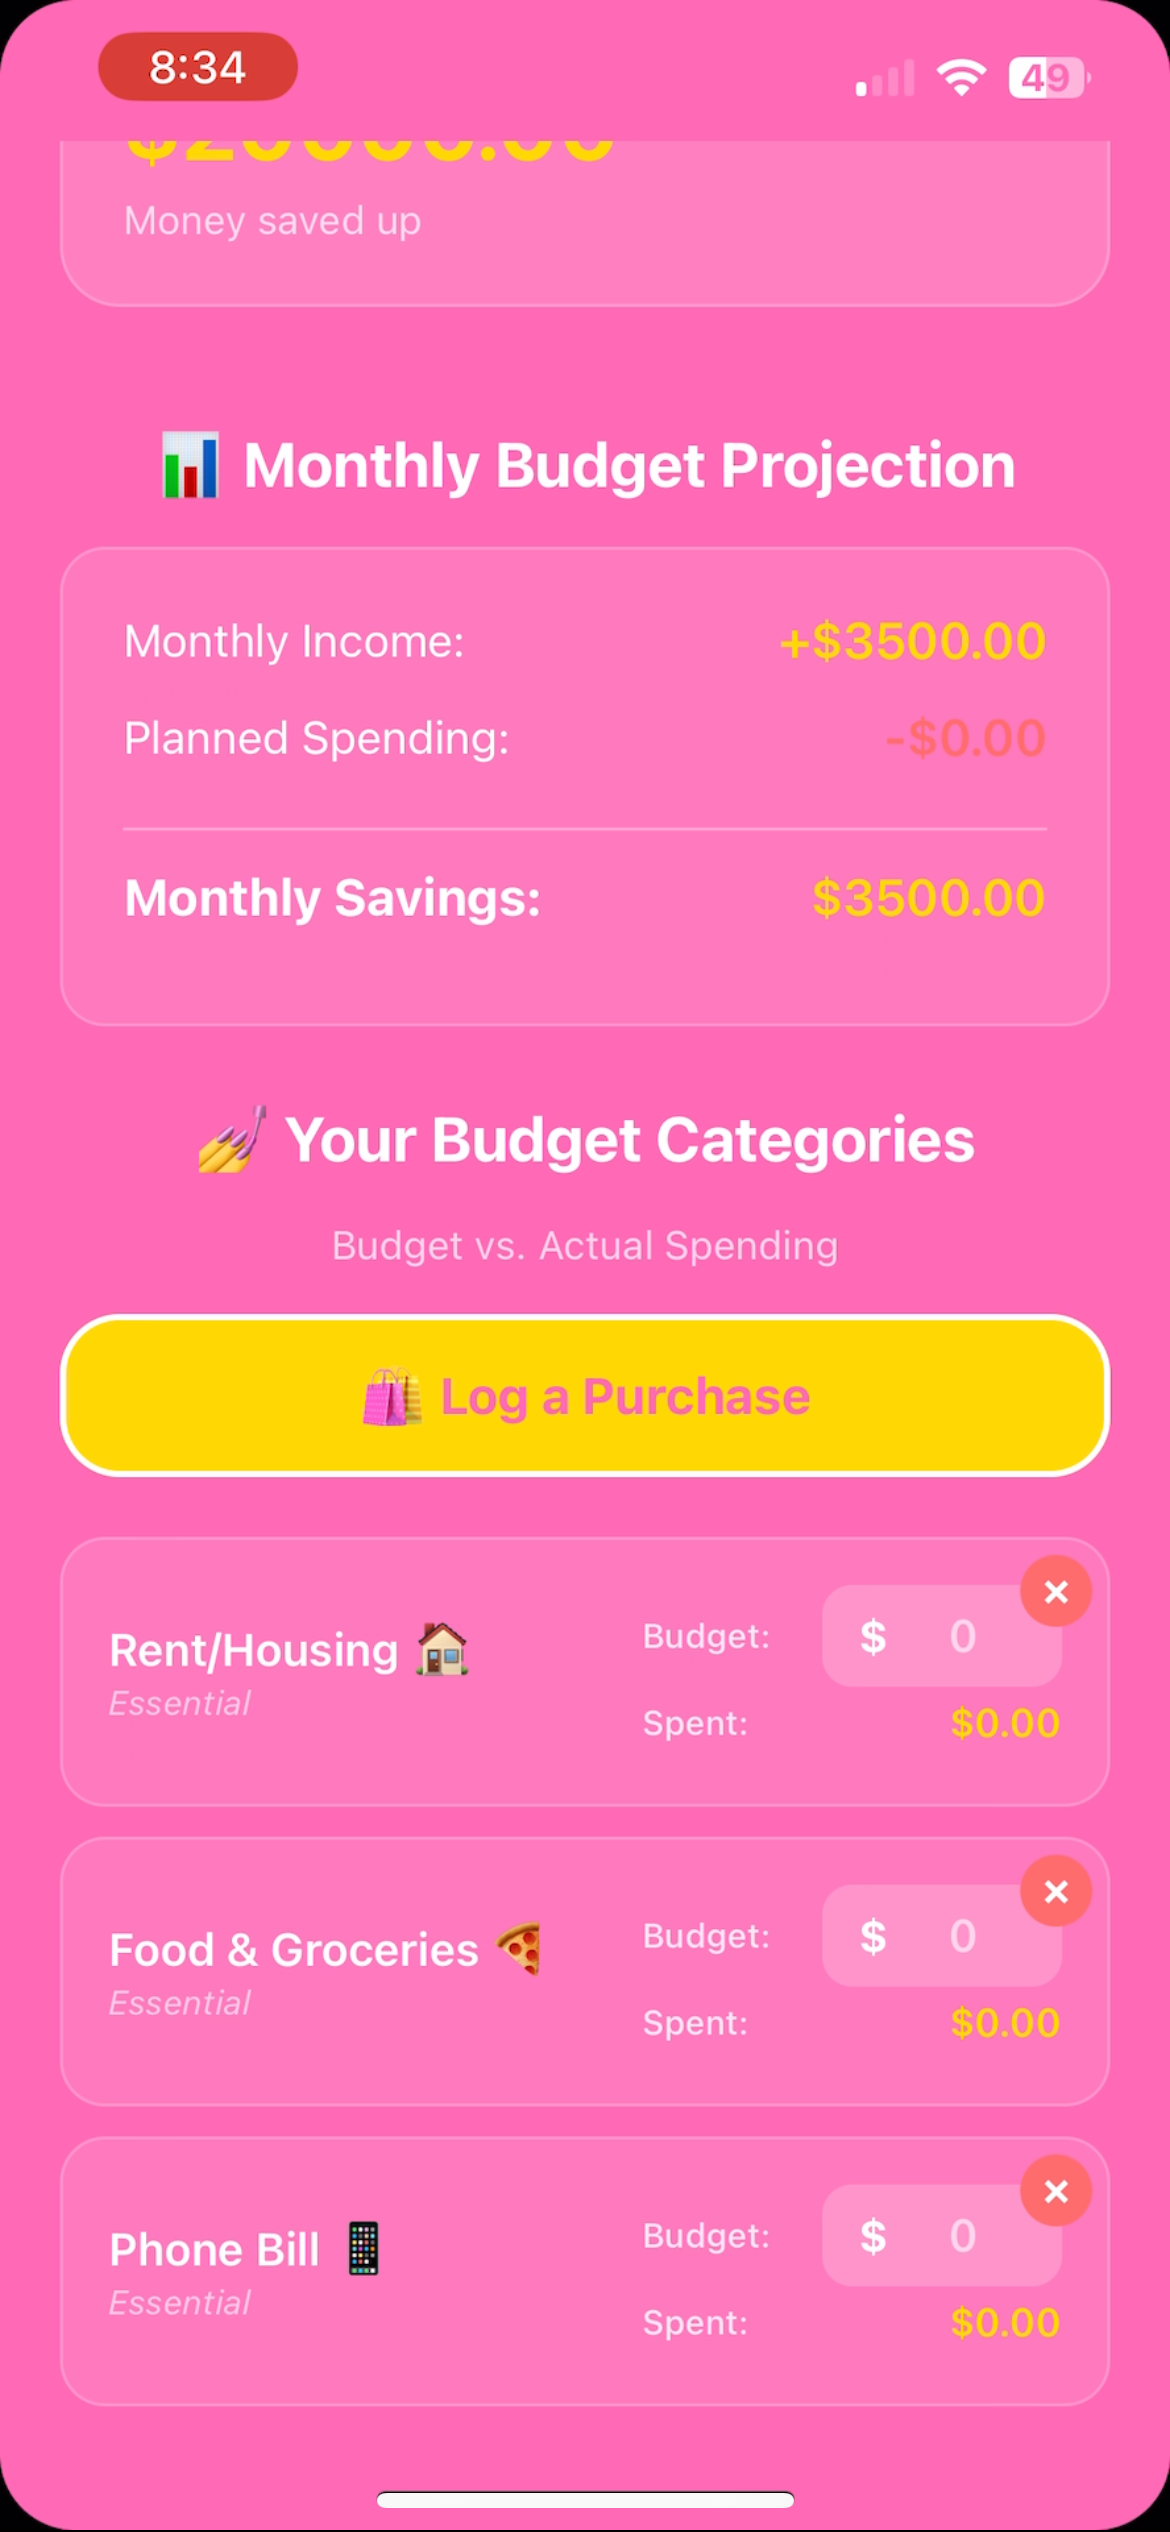 8:34
49
Money saved up
📊 Monthly Budget Projection
Monthly Income: +$3500.00
Planned Spending: -$0.00
Monthly Savings: $3500.00
💅 Your Budget Categories
Budget vs. Actual Spending
🛍️ Log a Purchase
Rent/Housing 🏠
Essential
Budget: $ 0
Spent: $0.00
Food & Groceries 🍕
Essential
Budget: $ 0
Spent: $0.00
Phone Bill 📱
Essential
Budget: $ 0
Spent: $0.00